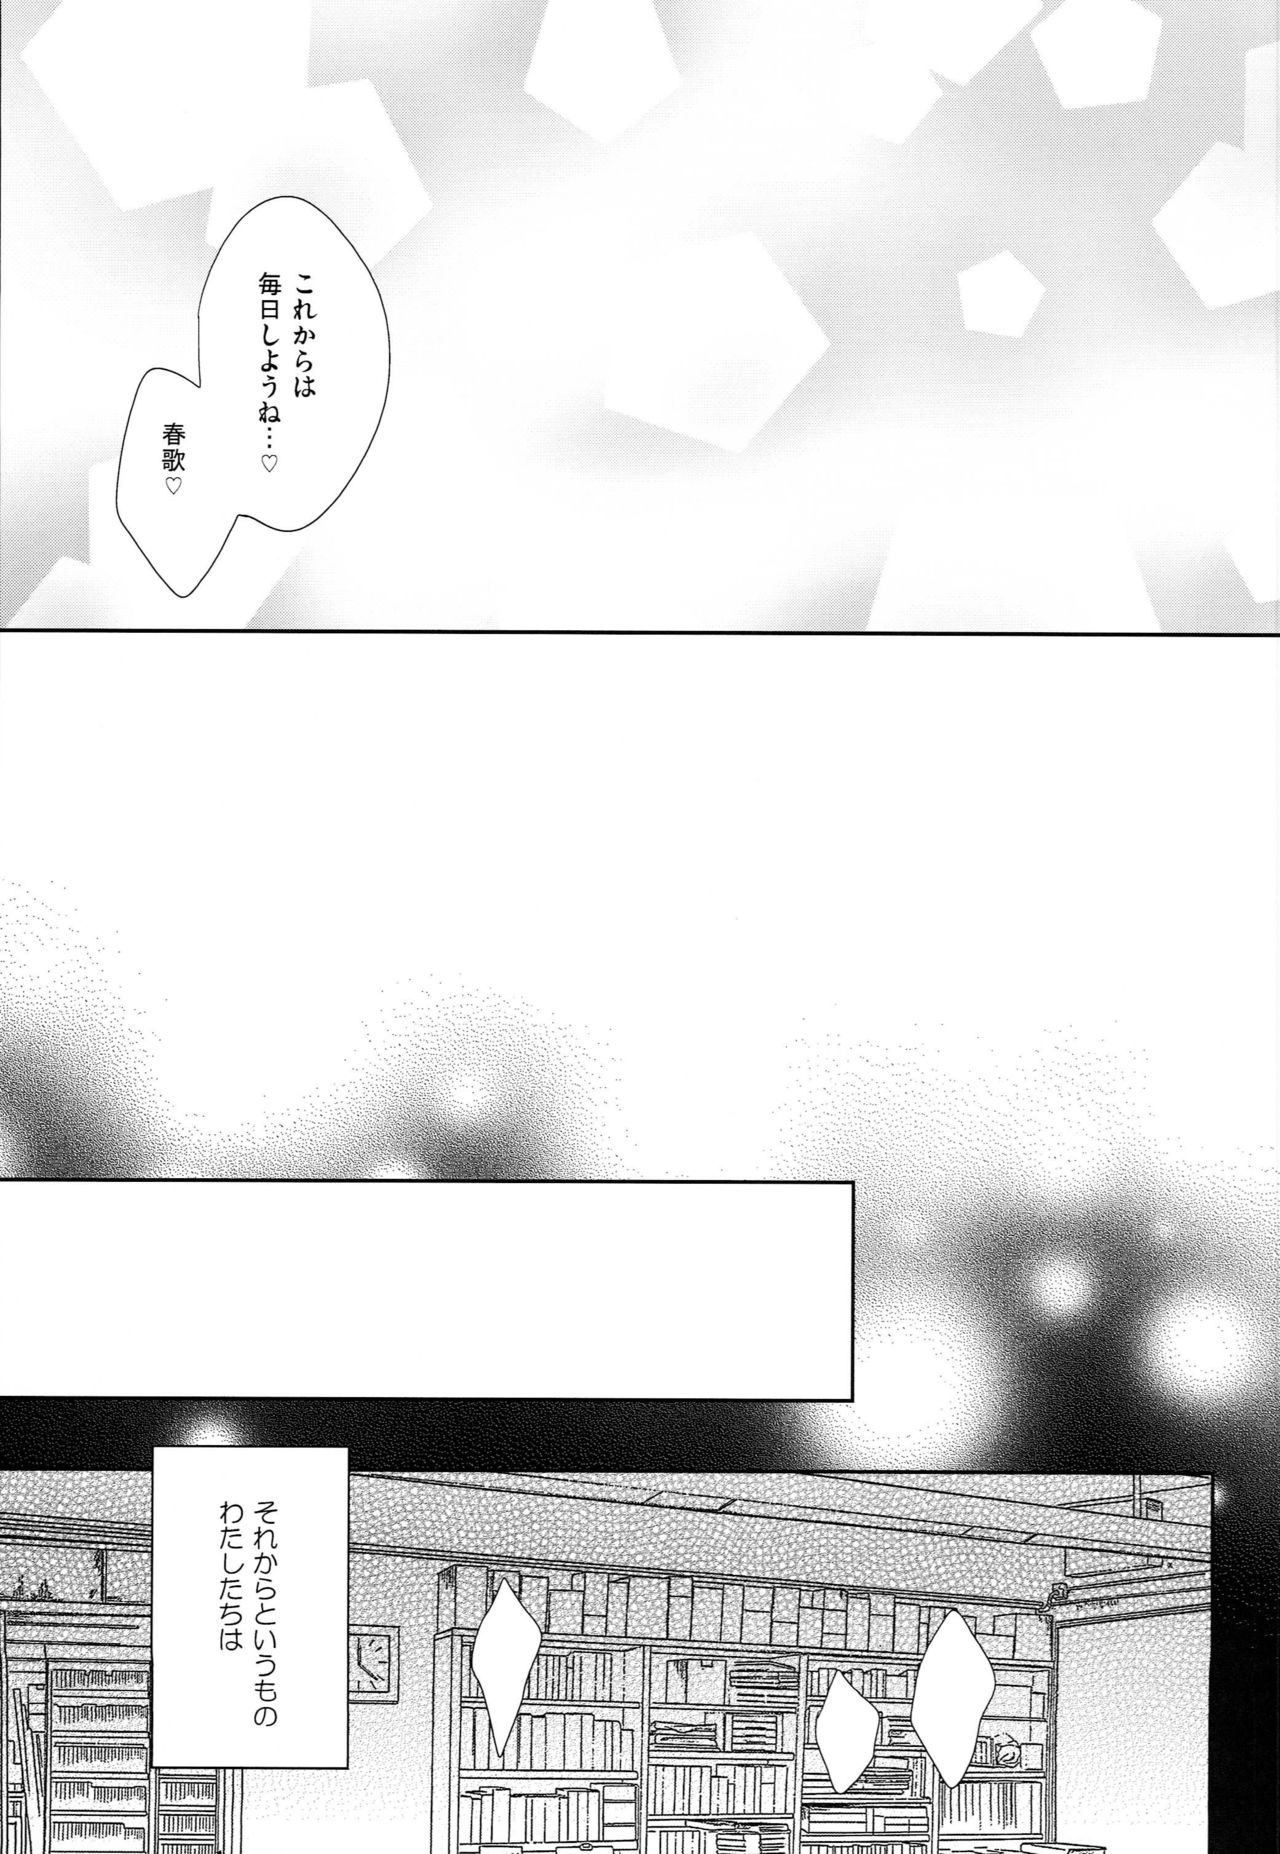 これからは
毎日しようね…♡
春歌♡
それからというもの
わたしたちは